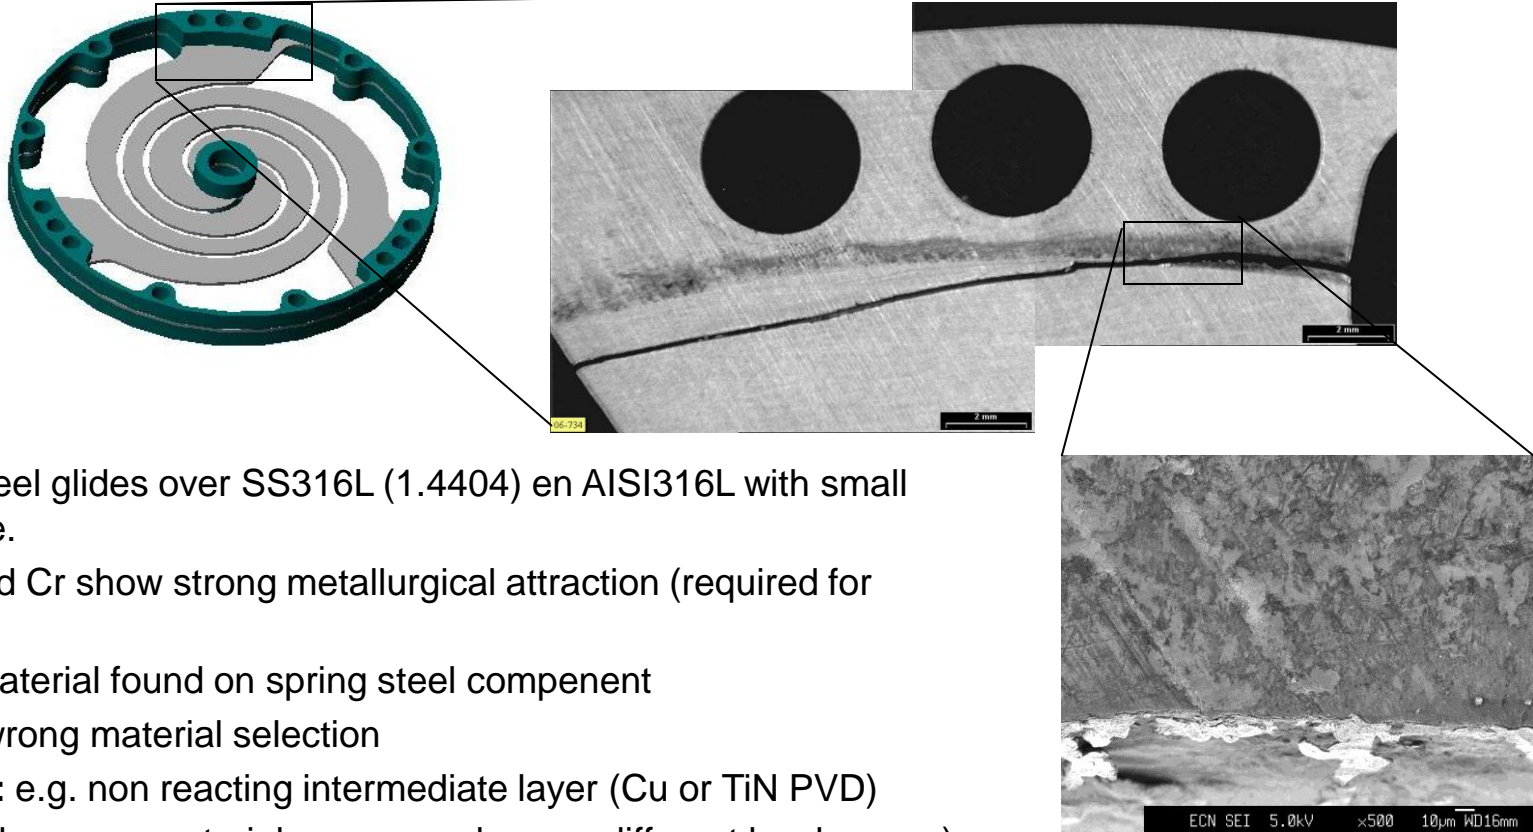 2 mm
2 mm
06-734
eel glides over SS316L (1.4404) en AISI316L with small
e.
d Cr show strong metallurgical attraction (required for
aterial found on spring steel compenent
wrong material selection
: e.g. non reacting intermediate layer (Cu or TiN PVD)
ECN SEI 5.0kV ×500 10µm WD16mm